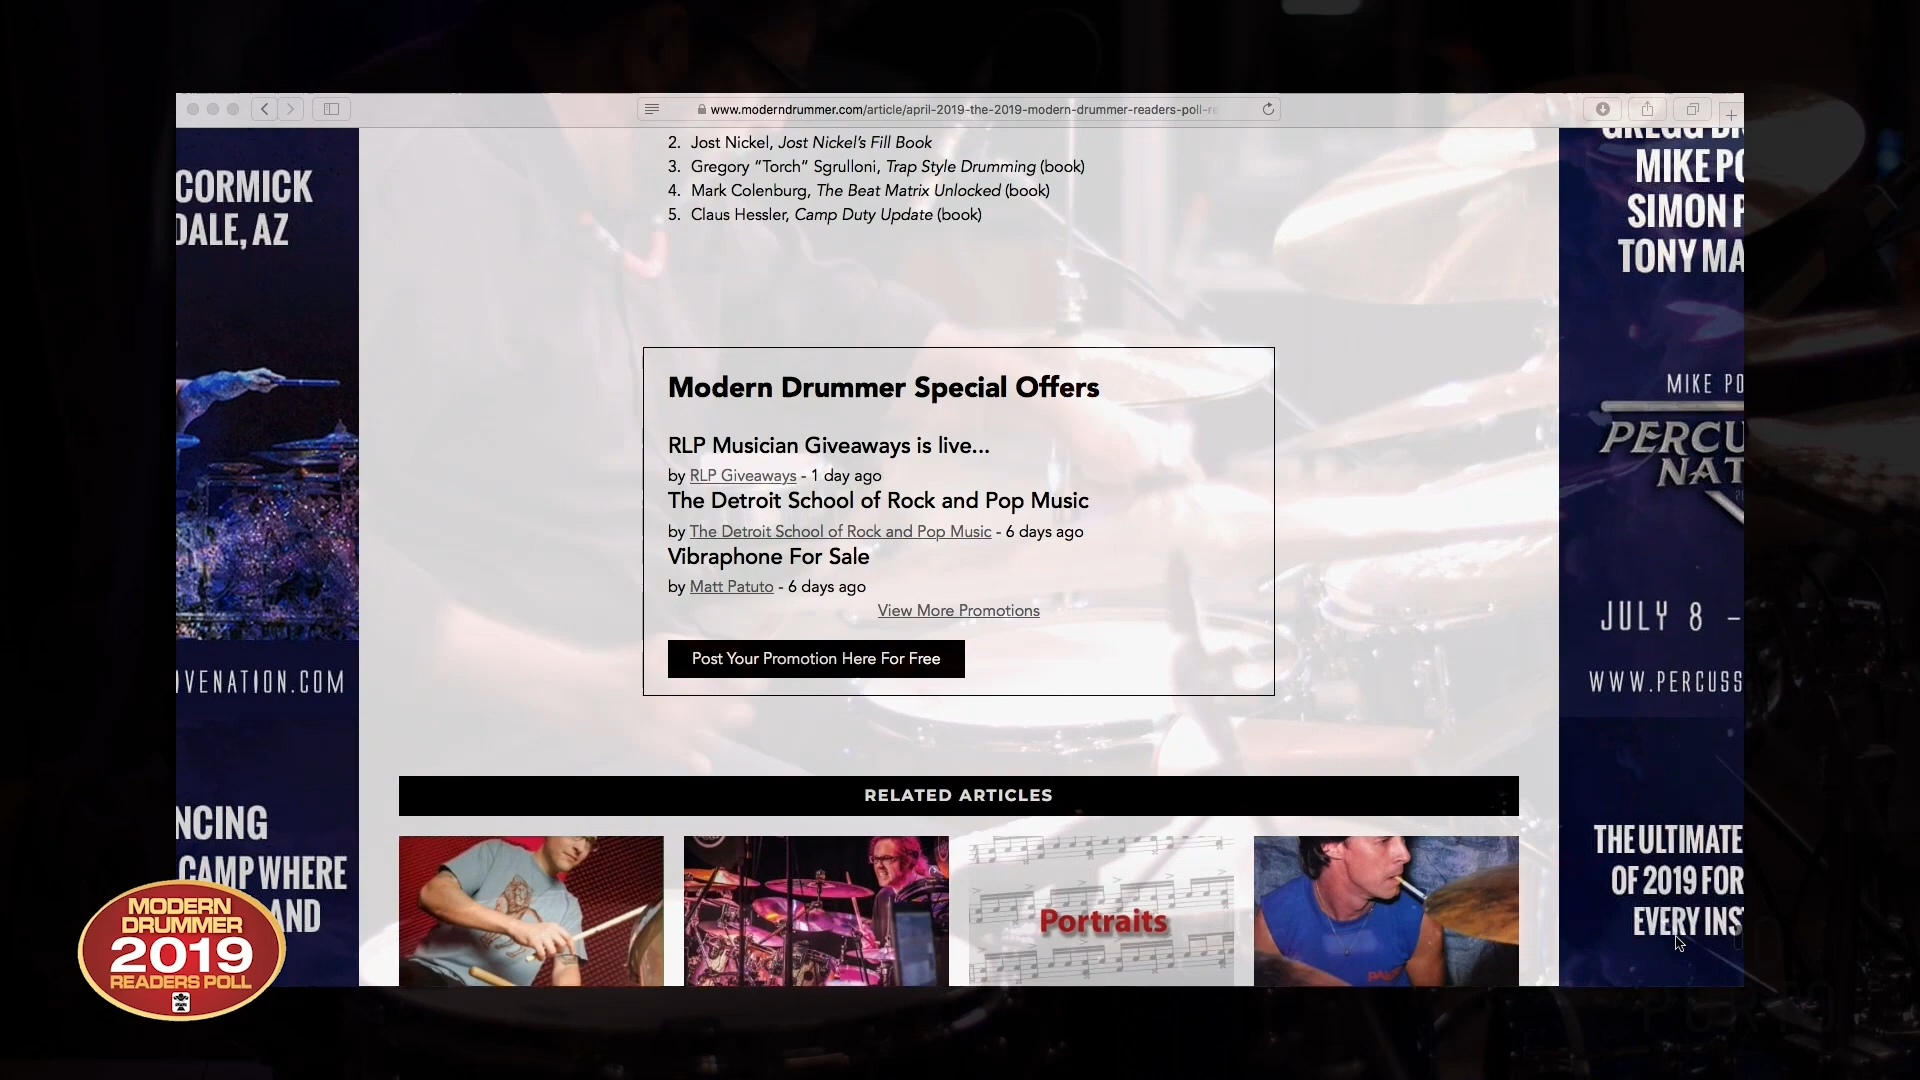 www.moderndrummer.com/article/april-2019-the-2019-modern-drummer-readers-poll-re
2. Jost Nickel, Jost Nickel's Fill Book
3. Gregory “Torch” Sgrulloni, Trap Style Drumming (book)
4. Mark Colenburg, The Beat Matrix Unlocked (book)
5. Claus Hessler, Camp Duty Update (book)
CORMICK
DALE, AZ
IVENATION.COM
NCING
CAMP WHERE
AND
Modern Drummer Special Offers
RLP Musician Giveaways is live...
by RLP Giveaways - 1 day ago
The Detroit School of Rock and Pop Music
by The Detroit School of Rock and Pop Music - 6 days ago
Vibraphone For Sale
by Matt Patuto - 6 days ago
View More Promotions
Post Your Promotion Here For Free
RELATED ARTICLES
Portraits
MIKE PO
SIMON P
TONY MA
MIKE PO
PERCU
NAT
JULY 8 -
WWW.PERCUSS
THE ULTIMATE
OF 2019 FOR
EVERY INS
MODERN
DRUMMER
2019
READERS POLL